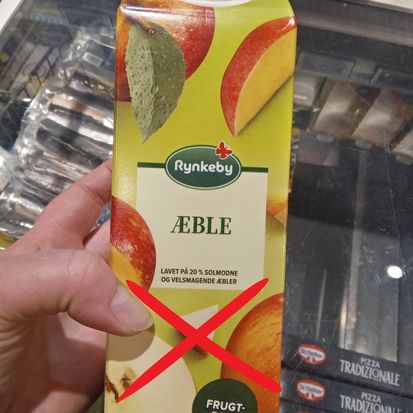 Rynkeby
ÆBLE
LAVET PÅ 20 % SOLMODNE
OG VELSMAGENDE ÆBLER
FRUGT-
Dr. Oetker
PIZZA
TRADIZIONALE
Dr. Oetker
PIZZA
TRADIZIONALE